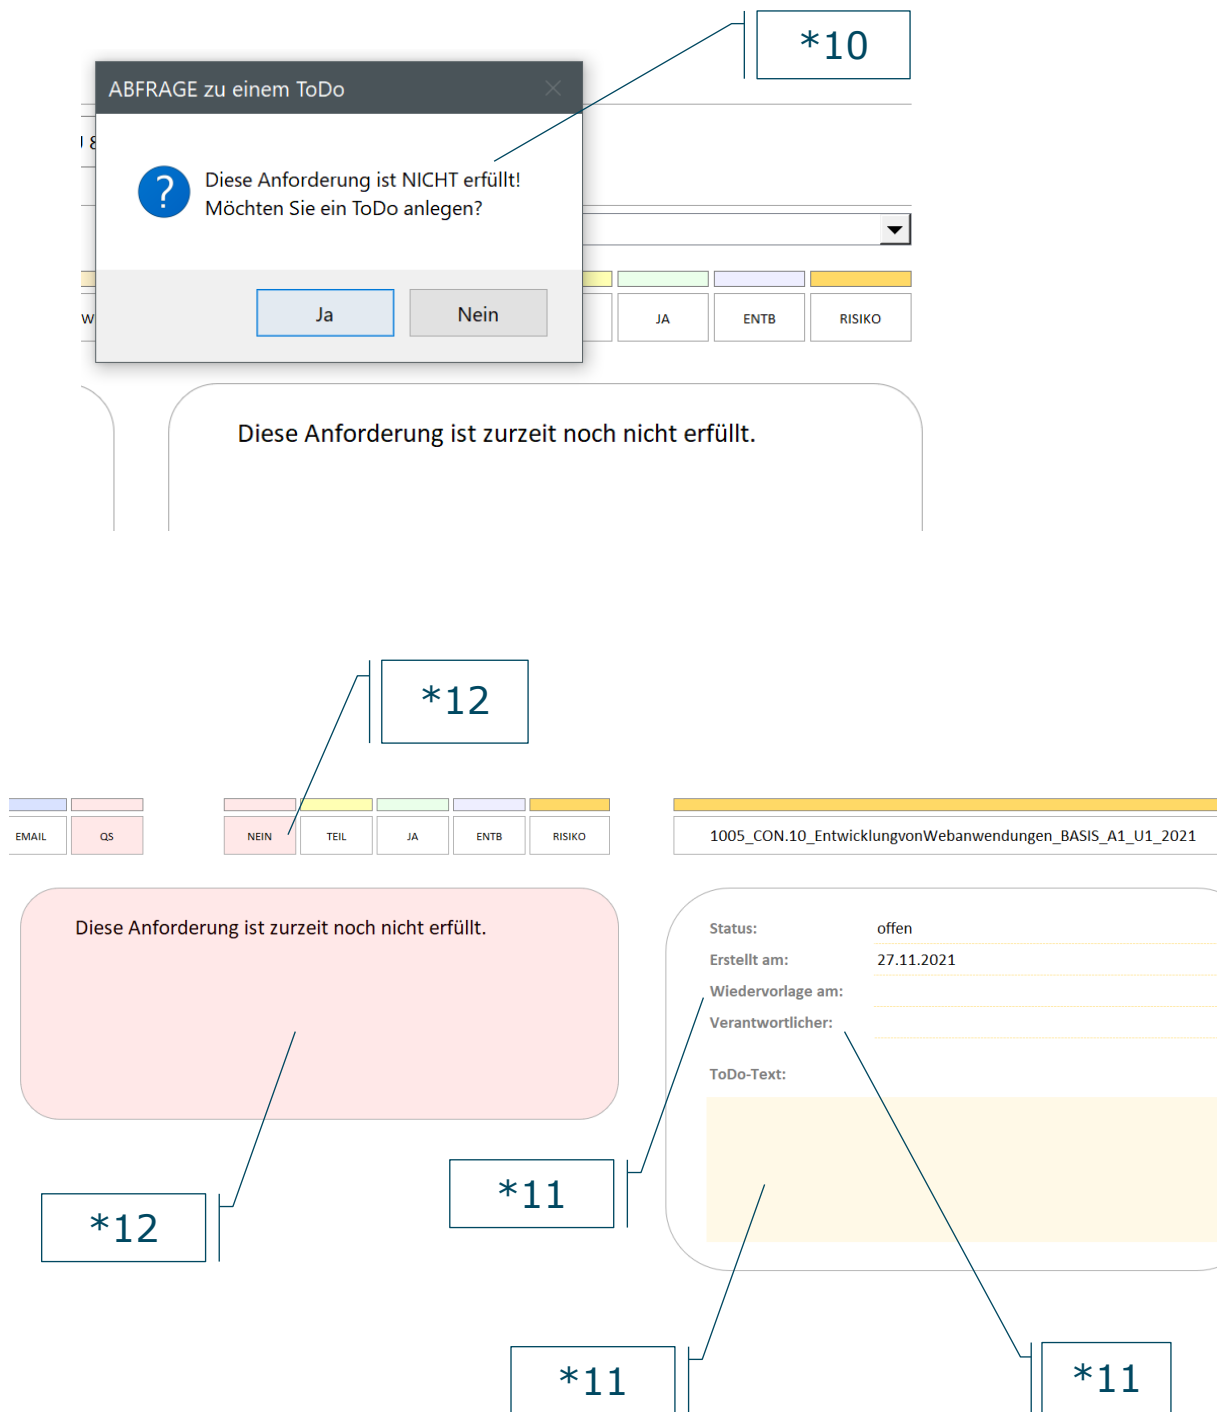 *10
ABFRAGE zu einem ToDo
Diese Anforderung ist NICHT erfüllt!
Möchten Sie ein ToDo anlegen?
Ja
Nein
JA
ENTB
RISIKO
Diese Anforderung ist zurzeit noch nicht erfüllt.
*12
EMAIL
QS
NEIN
TEIL
JA
ENTB
RISIKO
1005_CON.10_EntwicklungvonWebanwendungen_BASIS_A1_U1_2021
Diese Anforderung ist zurzeit noch nicht erfüllt.
Status: offen
Erstellt am: 27.11.2021
Wiedervorlage am:
Verantwortlicher:
ToDo-Text:
*11
*12
*11
*11